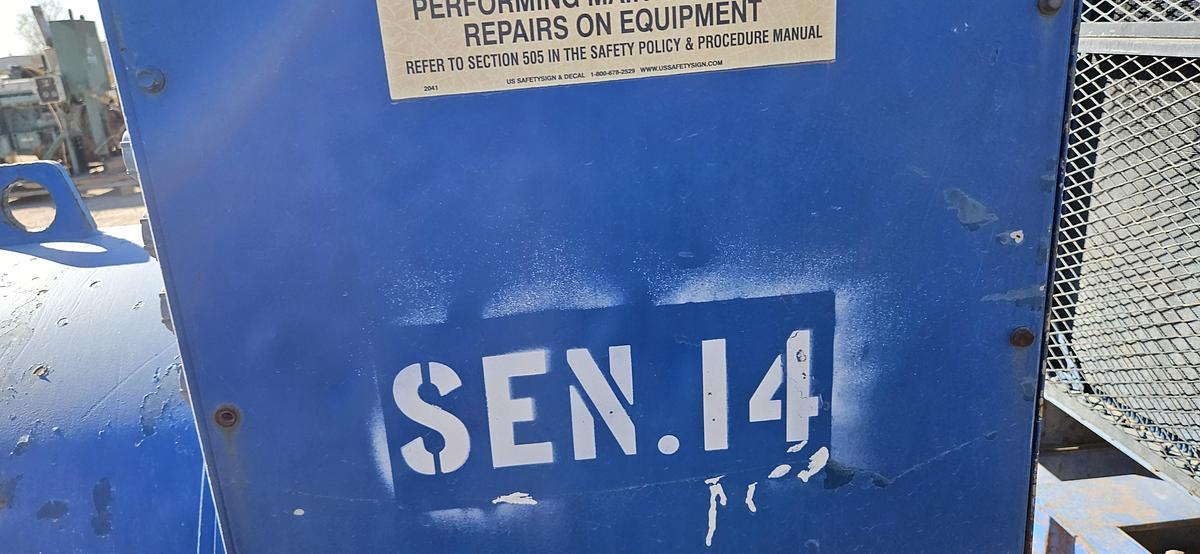 PERFORMING
REPAIRS ON EQUIPMENT
REFER TO SECTION 505 IN THE SAFETY POLICY & PROCEDURE MANUAL
US SAFETYSIGN & DECAL 1-800-678-2529 WWW.USSAFETYSIGN.COM
2041
SEN.14